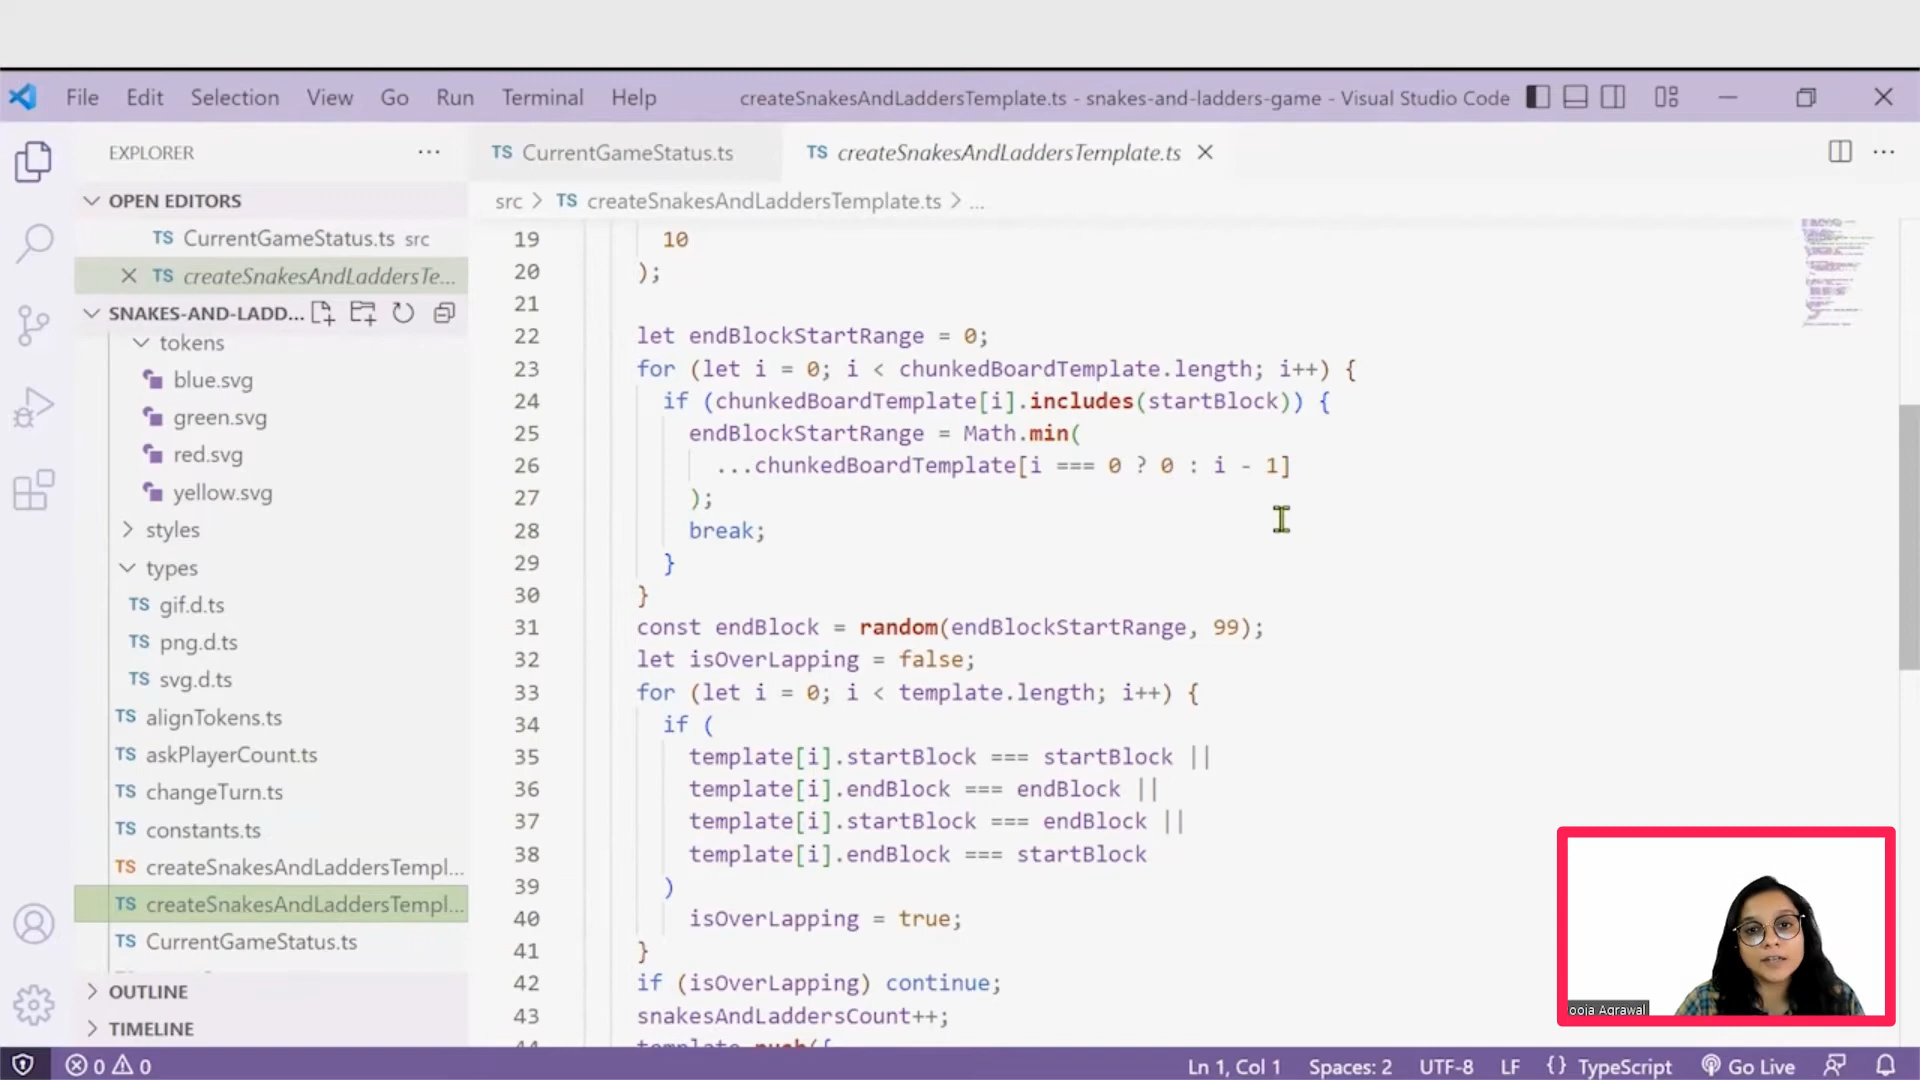 File Edit Selection View Go Run Terminal Help createSnakesAndLaddersTemplate.ts - snakes-and-ladders-game - Visual Studio Code
EXPLORER
OPEN EDITORS
TS CurrentGameStatus.ts src
TS createSnakesAndLaddersTe...
SNAKES-AND-LADD...
tokens
blue.svg
green.svg
red.svg
yellow.svg
styles
types
TS gif.d.ts
TS png.d.ts
TS svg.d.ts
TS alignTokens.ts
TS askPlayerCount.ts
TS changeTurn.ts
TS constants.ts
TS createSnakesAndLaddersTempl...
TS createSnakesAndLaddersTempl...
TS CurrentGameStatus.ts
OUTLINE
TIMELINE
TS CurrentGameStatus.ts TS createSnakesAndLaddersTemplate.ts
src > TS createSnakesAndLaddersTemplate.ts > ...
19 10
20 );
21
22 let endBlockStartRange = 0;
23 for (let i = 0; i < chunkedBoardTemplate.length; i++) {
24 if (chunkedBoardTemplate[i].includes(startBlock)) {
25 endBlockStartRange = Math.min(
26 ...chunkedBoardTemplate[i === 0 ? 0 : i - 1]
27 );
28 break;
29 }
30 }
31 const endBlock = random(endBlockStartRange, 99);
32 let isOverLapping = false;
33 for (let i = 0; i < template.length; i++) {
34 if (
35 template[i].startBlock === startBlock ||
36 template[i].endBlock === endBlock ||
37 template[i].startBlock === endBlock ||
38 template[i].endBlock === startBlock
39 )
40 isOverLapping = true;
41 }
42 if (isOverLapping) continue;
43 snakesAndLaddersCount++;
44 template.push({
ooja Agrawal
0 0 Ln 1, Col 1 Spaces: 2 UTF-8 LF {} TypeScript Go Live